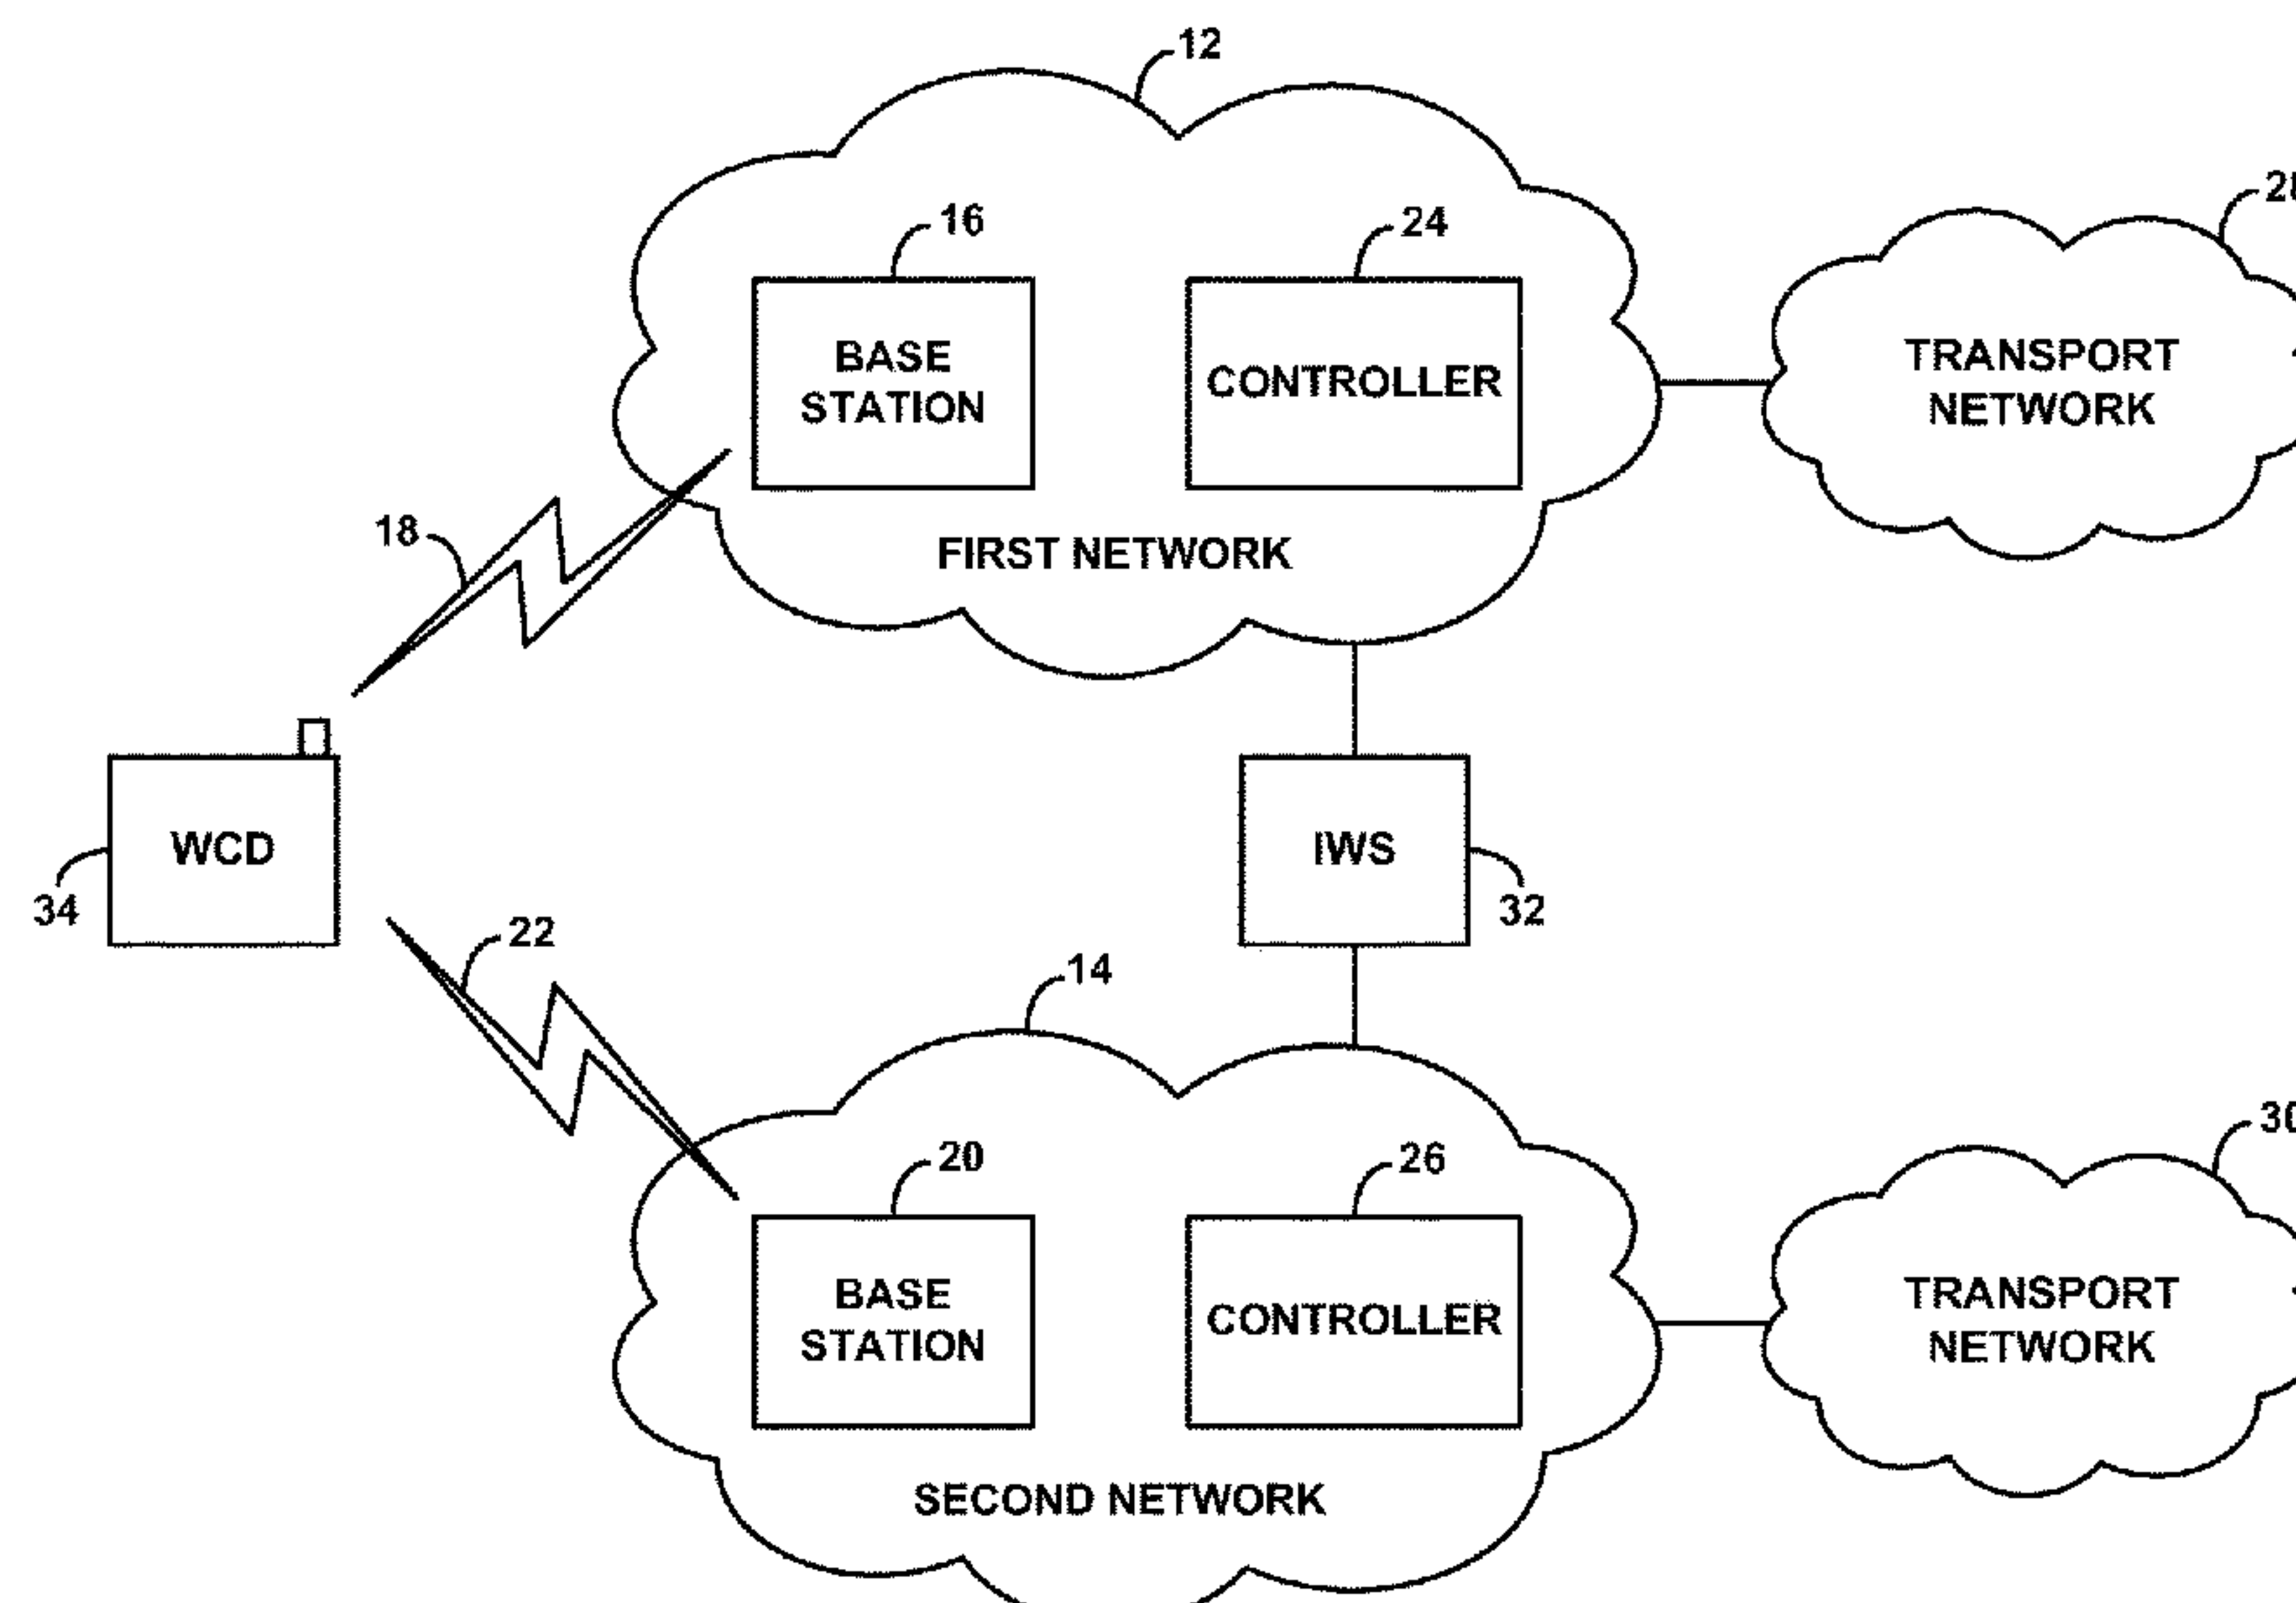 12
16
24
BASE
STATION
CONTROLLER
TRANSPORT
NETWORK
18
FIRST NETWORK
WCD
IWS
34
32
22
14
30
20
26
BASE
STATION
CONTROLLER
TRANSPORT
NETWORK
SECOND NETWORK